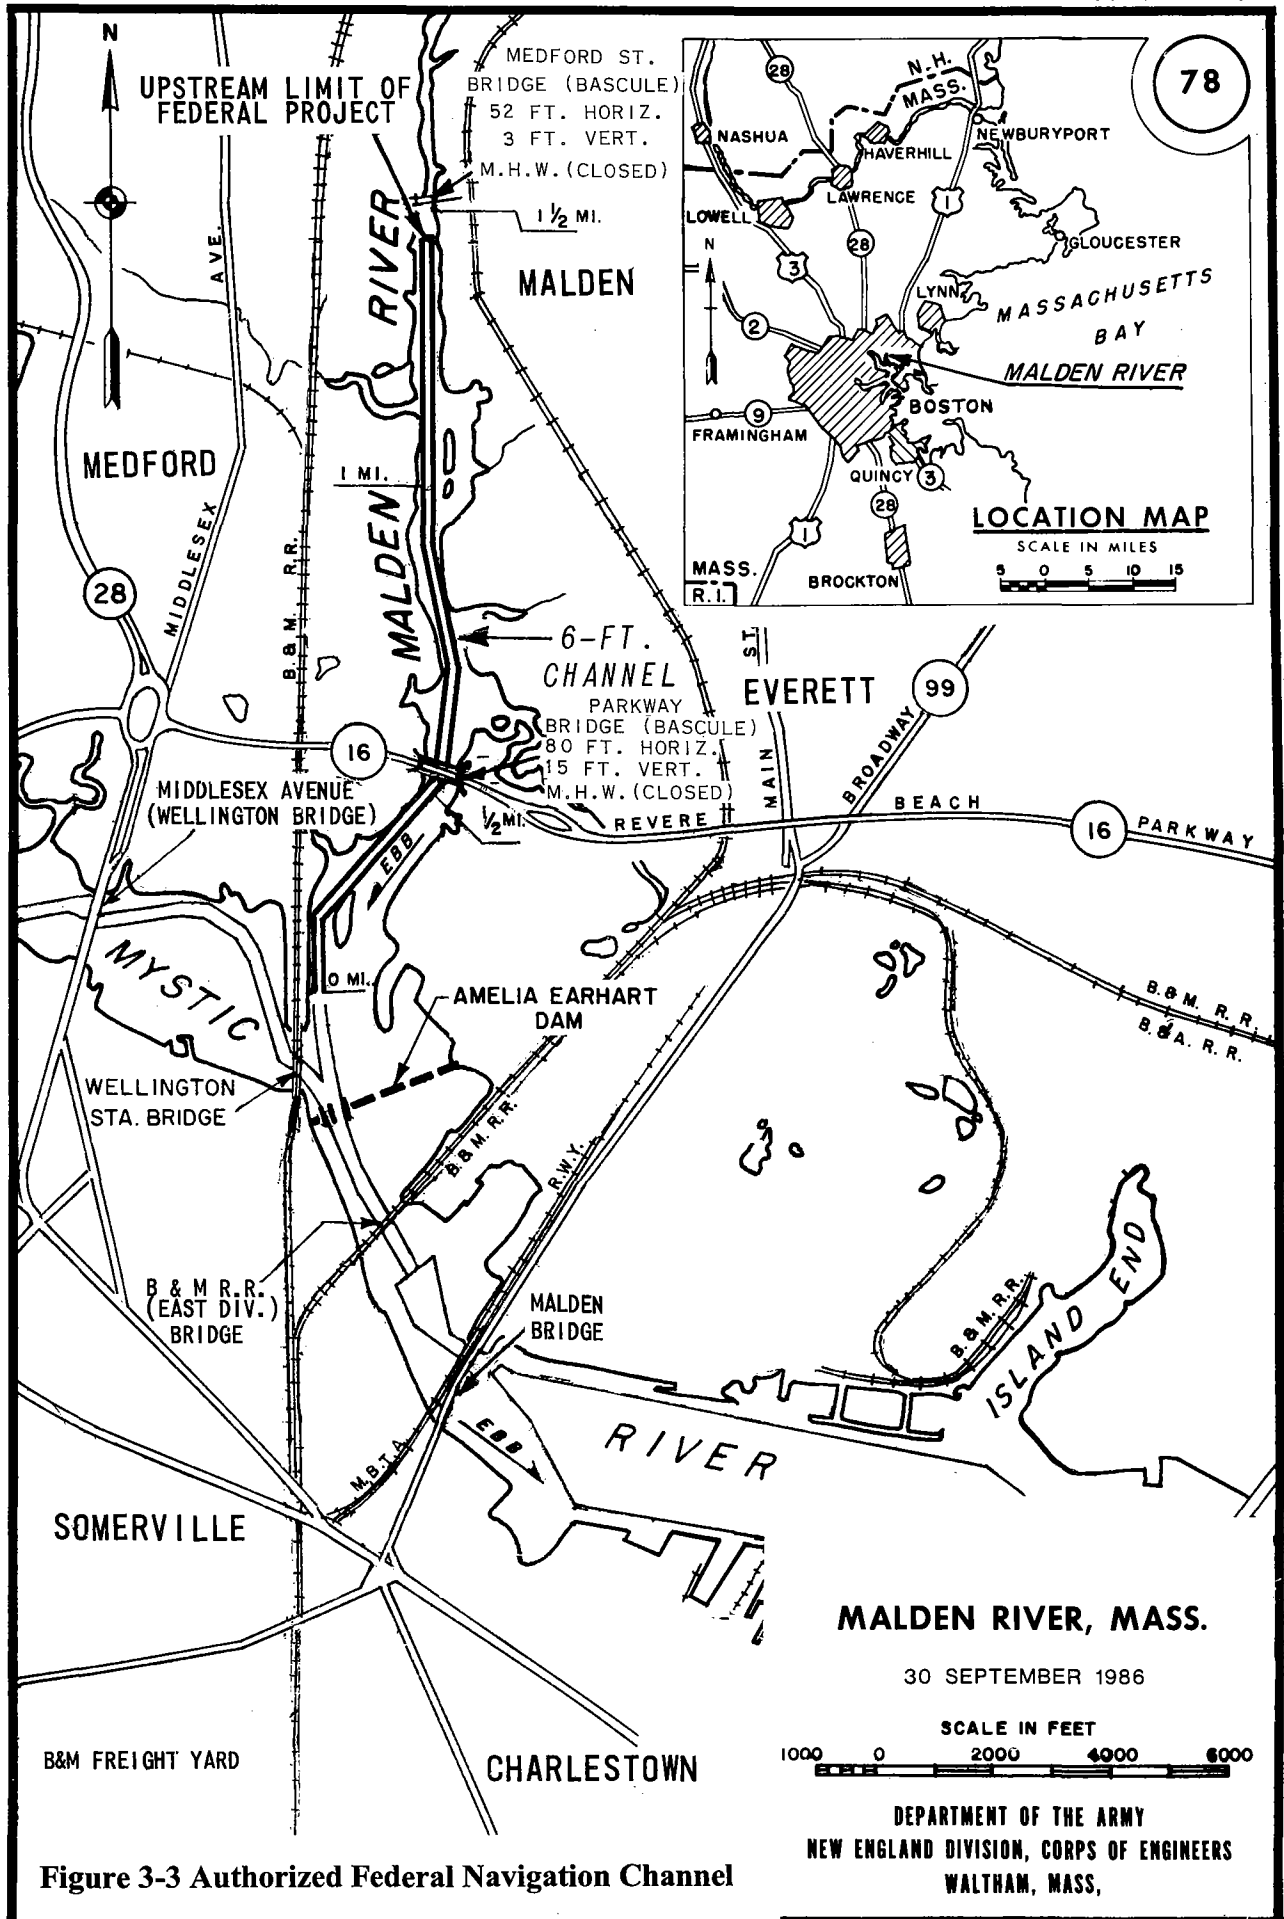 N
UPSTREAM LIMIT OF
FEDERAL PROJECT
MEDFORD ST.
BRIDGE (BASCULE)
52 FT. HORIZ.
3 FT. VERT.
M.H.W. (CLOSED)
1 ½ MI.
MALDEN
MALDEN RIVER
AVE.
MIDDLESEX
MEDFORD
28
1 MI.
B.&M. R.R.
6-FT.
CHANNEL
PARKWAY
BRIDGE (BASCULE)
80 FT. HORIZ.
15 FT. VERT.
M.H.W. (CLOSED)
16
MIDDLESEX AVENUE
(WELLINGTON BRIDGE)
½ MI.
EBB
REVERE
BEACH
16
PARKWAY
ST.
MAIN
EVERETT
99
BROADWAY
MYSTIC
0 MI.
AMELIA EARHART
DAM
B.&M. R.R.
B.&A. R.R.
WELLINGTON
STA. BRIDGE
B.&M. R.R.
R.W.Y.
B & M R.R.
(EAST DIV.)
BRIDGE
MALDEN
BRIDGE
B.&M. R.R.
ISLAND END
M.B.T.A.
EBB
RIVER
SOMERVILLE
B&M FREIGHT YARD
CHARLESTOWN
78
28
N.H.
MASS.
NASHUA
NEWBURYPORT
HAVERHILL
LAWRENCE
LOWELL
1
28
N
3
GLOUCESTER
LYNN
MASSACHUSETTS
BAY
2
MALDEN RIVER
BOSTON
9
FRAMINGHAM
QUINCY
3
28
1
BROCKTON
MASS.
R.I.
LOCATION MAP
SCALE IN MILES
5 0 5 10 15
MALDEN RIVER, MASS.
30 SEPTEMBER 1986
SCALE IN FEET
1000 0 2000 4000 6000
DEPARTMENT OF THE ARMY
NEW ENGLAND DIVISION, CORPS OF ENGINEERS
WALTHAM, MASS,
Figure 3-3 Authorized Federal Navigation Channel